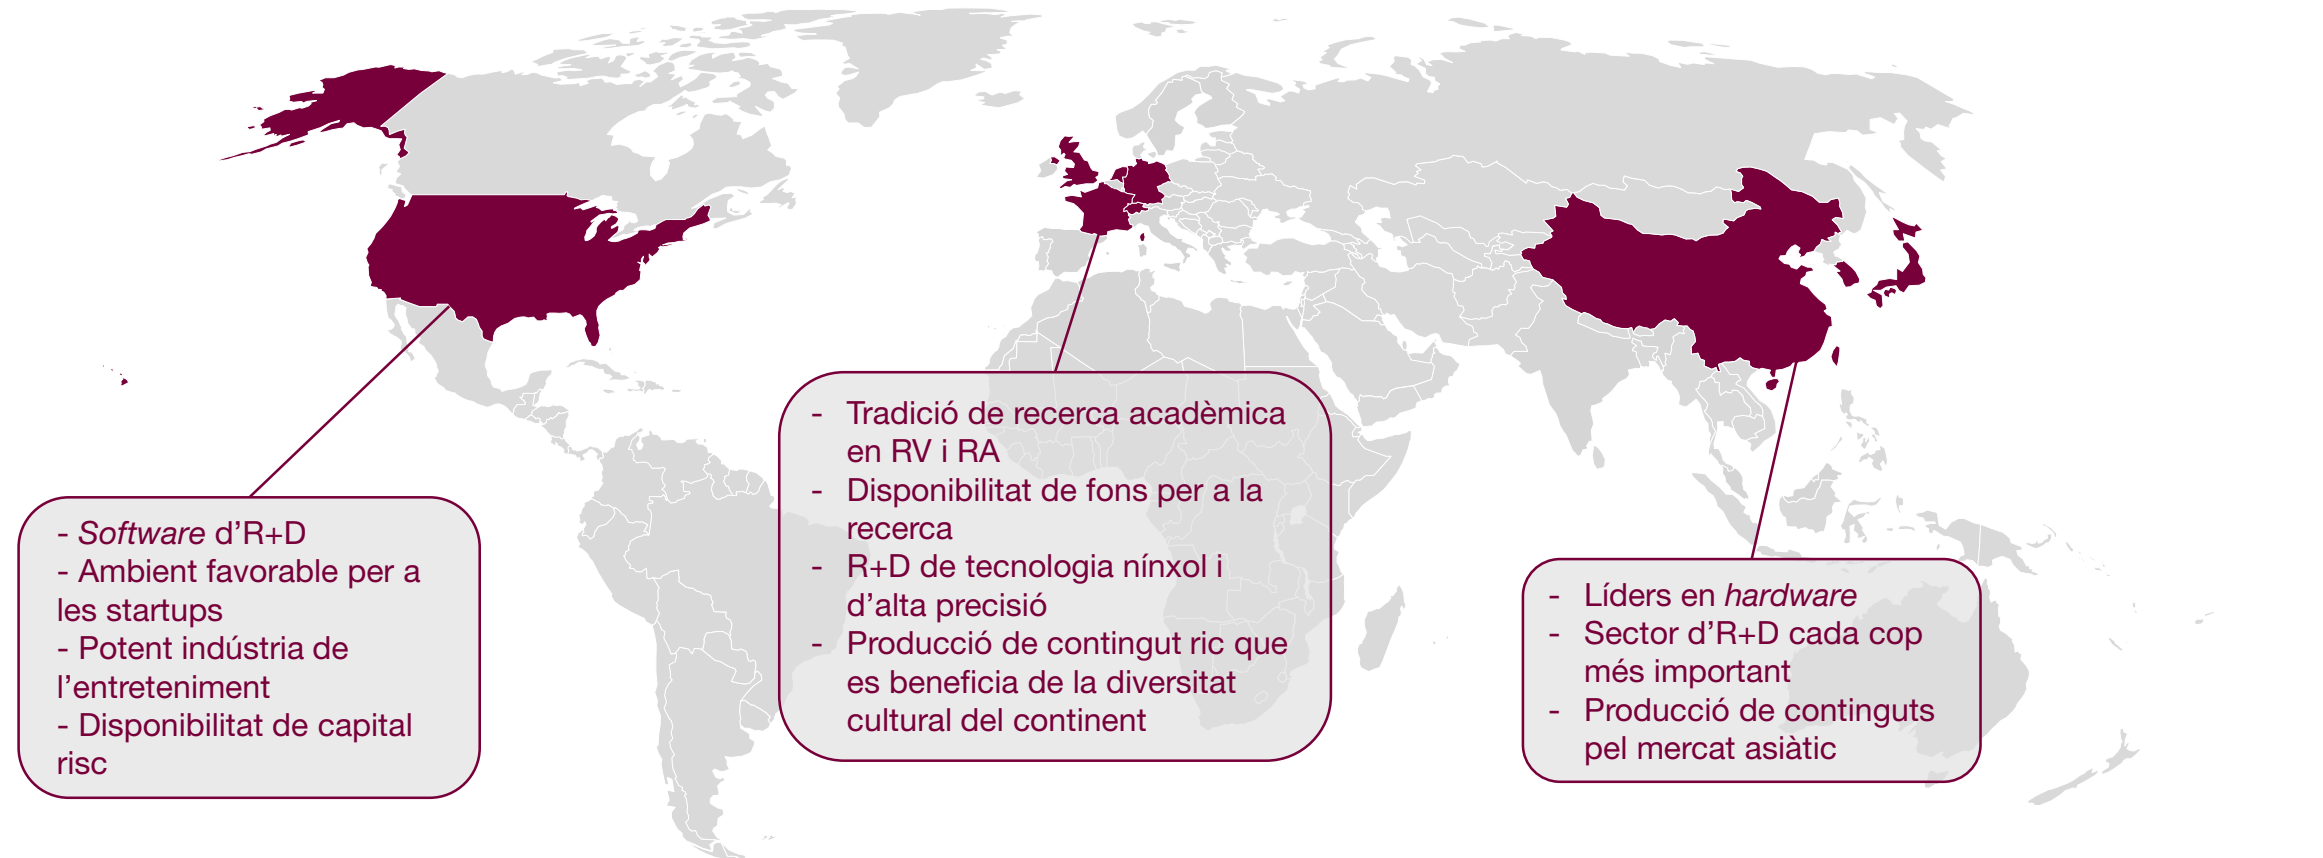 - Software d’R+D
- Ambient favorable per a
les startups
- Potent indústria de
l’entreteniment
- Disponibilitat de capital
risc
- Tradició de recerca acadèmica
en RV i RA
- Disponibilitat de fons per a la
recerca
- R+D de tecnologia nínxol i
d’alta precisió
- Producció de contingut ric que
es beneficia de la diversitat
cultural del continent
- Líders en hardware
- Sector d’R+D cada cop
més important
- Producció de continguts
pel mercat asiàtic